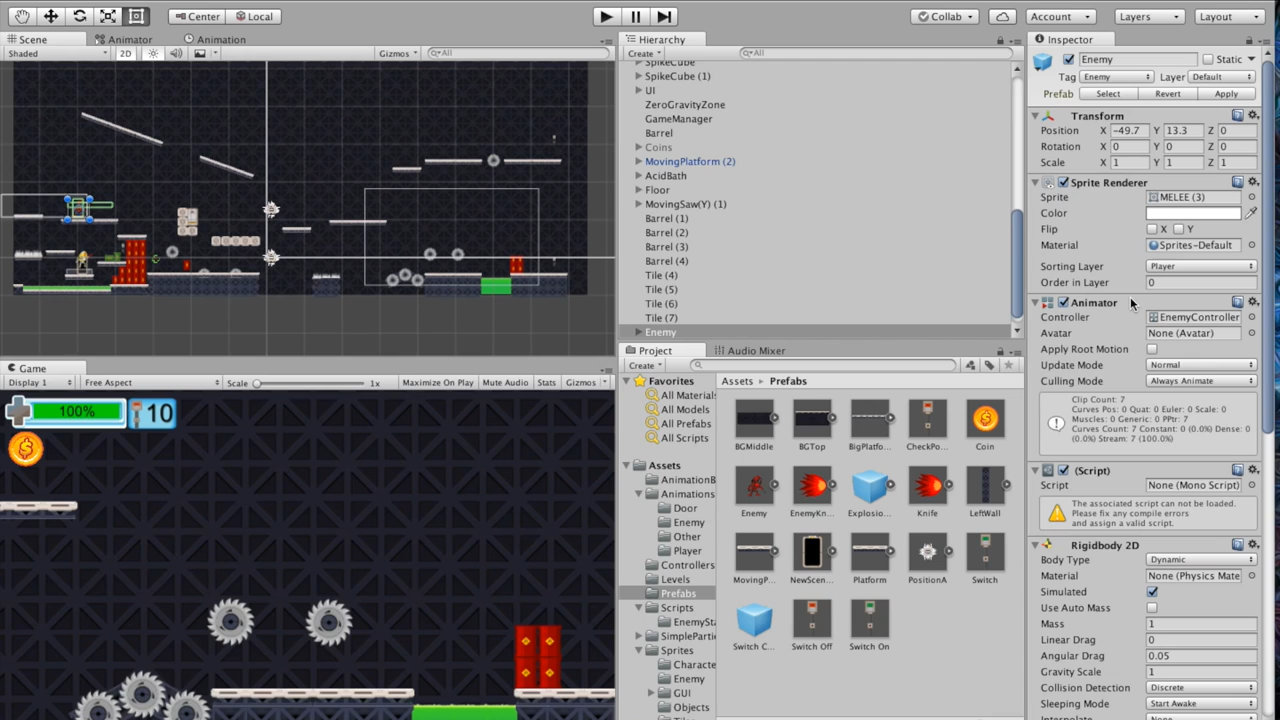 Center Local Collab Account Layers Layout
Scene Animator Animation
Shaded 2D Gizmos All
100% 10
Game
Display 1 Free Aspect Scale 1x Maximize On Play Mute Audio Stats Gizmos
Hierarchy
Create All
SpikeCube
SpikeCube (1)
UI
ZeroGravityZone
GameManager
Barrel
Coins
MovingPlatform (2)
AcidBath
Floor
MovingSaw(Y) (1)
Barrel (1)
Barrel (2)
Barrel (3)
Barrel (4)
Tile (4)
Tile (5)
Tile (6)
Tile (7)
Enemy
Project Audio Mixer
Create
Favorites
All Material
All Models
All Prefabs
All Scripts
Assets
AnimationB
Animations
Door
Enemy
Other
Player
Controllers
Levels
Prefabs
Scripts
EnemySta
SimpleParti
Sprites
Characte
Enemy
GUI
Objects
Assets Prefabs
BGMiddle BGTop BigPlatfo... CheckPo... Coin
Enemy EnemyKn... Explosio... Knife LeftWall
MovingP... NewScen... Platform PositionA Switch
Switch C... Switch Off Switch On
Inspector
Enemy Static
Tag Enemy Layer Default
Prefab Select Revert Apply
Transform
Position X -49.7 Y 13.3 Z 0
Rotation X 0 Y 0 Z 0
Scale X 1 Y 1 Z 1
Sprite Renderer
Sprite MELEE (3)
Color
Flip X Y
Material Sprites-Default
Sorting Layer Player
Order in Layer 0
Animator
Controller EnemyController
Avatar None (Avatar)
Apply Root Motion
Update Mode Normal
Culling Mode Always Animate
Clip Count: 7
Curves Pos: 0 Quat: 0 Euler: 0 Scale: 0
Muscles: 0 Generic: 0 PPtr: 7
Curves Count: 7 Constant: 0 (0.0%) Dense: 0
(0.0%) Stream: 7 (100.0%)
(Script)
Script None (Mono Script)
The associated script can not be loaded.
Please fix any compile errors
and assign a valid script.
Rigidbody 2D
Body Type Dynamic
Material None (Physics Mate
Simulated
Use Auto Mass
Mass 1
Linear Drag 0
Angular Drag 0.05
Gravity Scale 1
Collision Detection Discrete
Sleeping Mode Start Awake